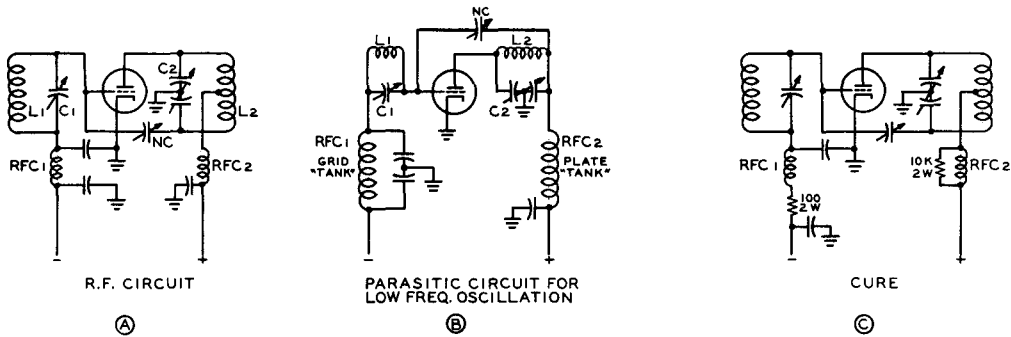 L1
C1
C2
L2
NC
RFC1
RFC2
-
+
R.F. CIRCUIT
A
NC
L1
L2
C1
C2
RFC1
GRID
"TANK"
RFC2
PLATE
"TANK"
-
+
PARASITIC CIRCUIT FOR
LOW FREQ. OSCILLATION
B
RFC1
10K
2W
RFC2
100
2W
-
+
CURE
C